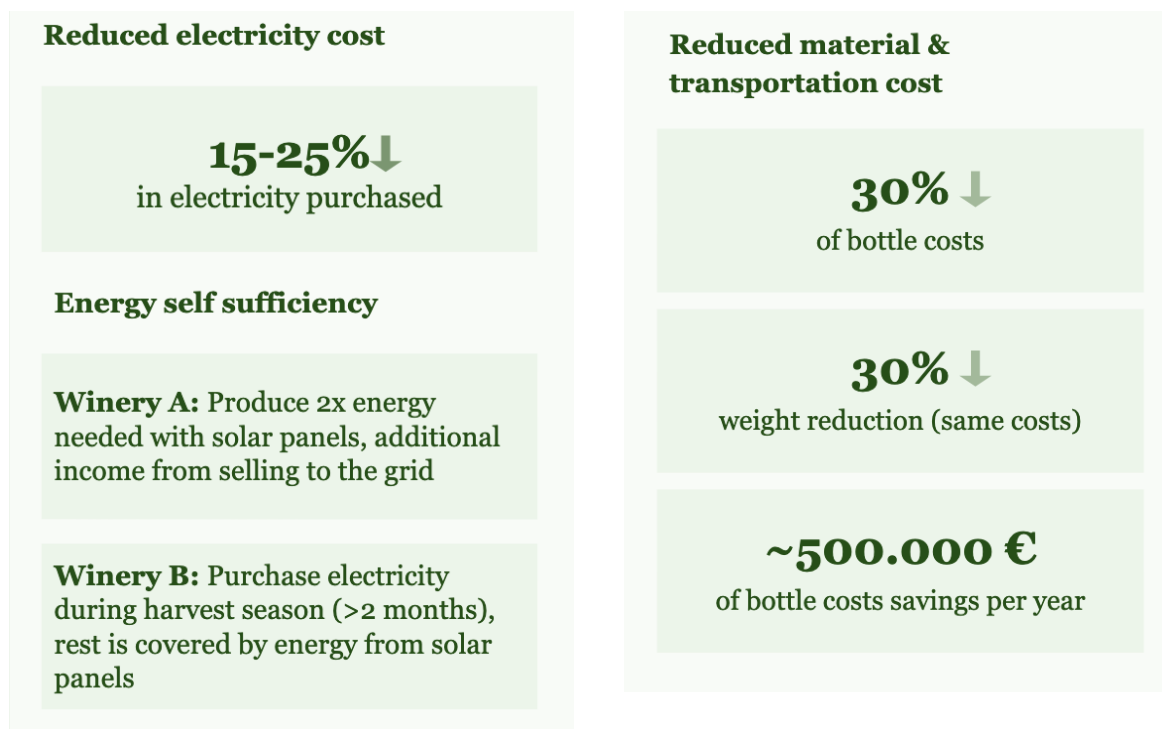 Reduced electricity cost
15-25%
in electricity purchased
Energy self sufficiency
Winery A: Produce 2x energy
needed with solar panels, additional
income from selling to the grid
Winery B: Purchase electricity
during harvest season (>2 months),
rest is covered by energy from solar
panels
Reduced material &
transportation cost
30%
of bottle costs
30%
weight reduction (same costs)
~500.000 €
of bottle costs savings per year